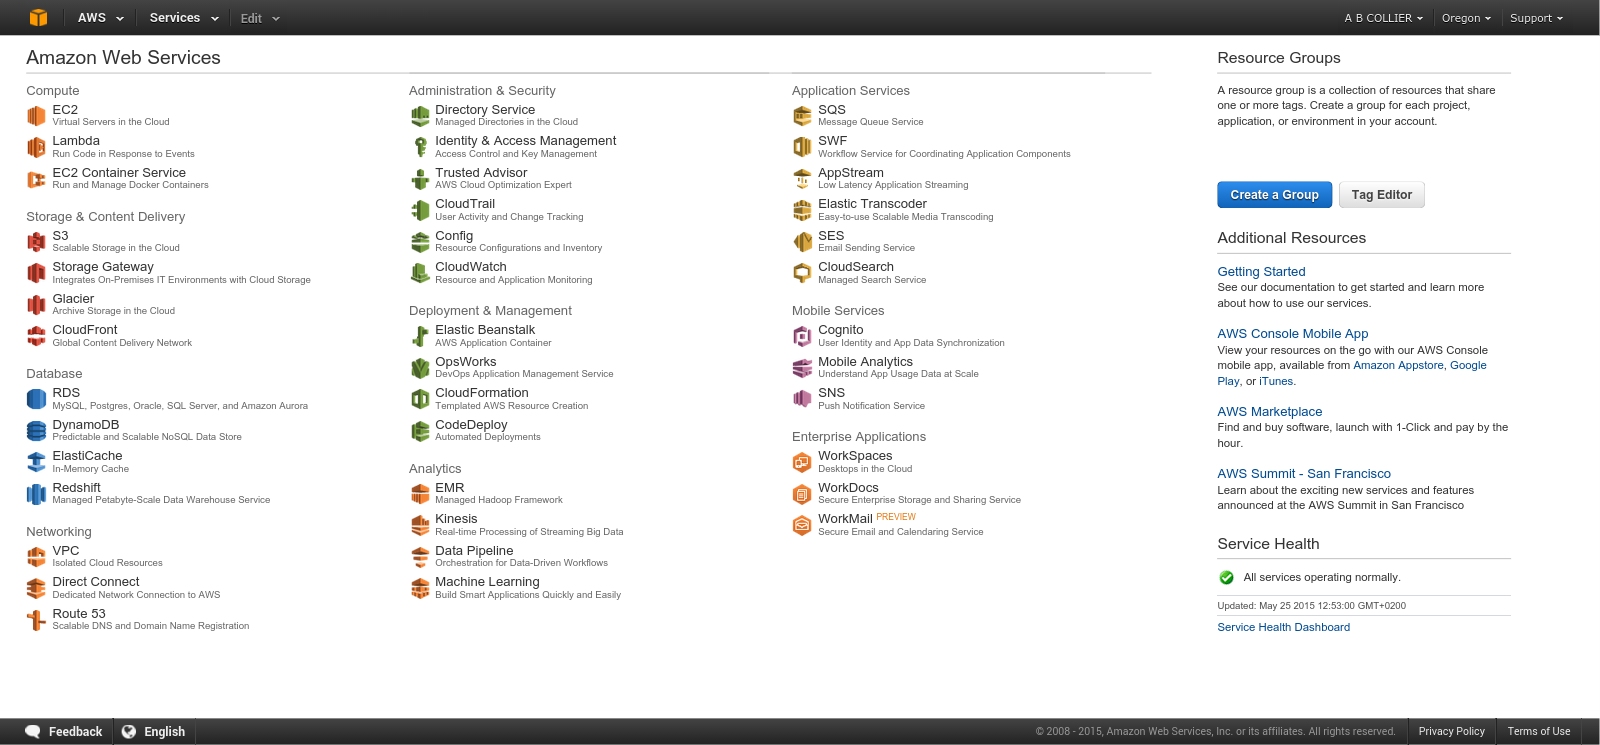 AWS Services Edit A B COLLIER Oregon Support
Amazon Web Services
Compute
EC2
Virtual Servers in the Cloud
Lambda
Run Code in Response to Events
EC2 Container Service
Run and Manage Docker Containers
Storage & Content Delivery
S3
Scalable Storage in the Cloud
Storage Gateway
Integrates On-Premises IT Environments with Cloud Storage
Glacier
Archive Storage in the Cloud
CloudFront
Global Content Delivery Network
Database
RDS
MySQL, Postgres, Oracle, SQL Server, and Amazon Aurora
DynamoDB
Predictable and Scalable NoSQL Data Store
ElastiCache
In-Memory Cache
Redshift
Managed Petabyte-Scale Data Warehouse Service
Networking
VPC
Isolated Cloud Resources
Direct Connect
Dedicated Network Connection to AWS
Route 53
Scalable DNS and Domain Name Registration
Administration & Security
Directory Service
Managed Directories in the Cloud
Identity & Access Management
Access Control and Key Management
Trusted Advisor
AWS Cloud Optimization Expert
CloudTrail
User Activity and Change Tracking
Config
Resource Configurations and Inventory
CloudWatch
Resource and Application Monitoring
Deployment & Management
Elastic Beanstalk
AWS Application Container
OpsWorks
DevOps Application Management Service
CloudFormation
Templated AWS Resource Creation
CodeDeploy
Automated Deployments
Analytics
EMR
Managed Hadoop Framework
Kinesis
Real-time Processing of Streaming Big Data
Data Pipeline
Orchestration for Data-Driven Workflows
Machine Learning
Build Smart Applications Quickly and Easily
Application Services
SQS
Message Queue Service
SWF
Workflow Service for Coordinating Application Components
AppStream
Low Latency Application Streaming
Elastic Transcoder
Easy-to-use Scalable Media Transcoding
SES
Email Sending Service
CloudSearch
Managed Search Service
Mobile Services
Cognito
User Identity and App Data Synchronization
Mobile Analytics
Understand App Usage Data at Scale
SNS
Push Notification Service
Enterprise Applications
WorkSpaces
Desktops in the Cloud
WorkDocs
Secure Enterprise Storage and Sharing Service
WorkMail PREVIEW
Secure Email and Calendaring Service
Resource Groups
A resource group is a collection of resources that share
one or more tags. Create a group for each project,
application, or environment in your account.
Create a Group Tag Editor
Additional Resources
Getting Started
See our documentation to get started and learn more
about how to use our services.
AWS Console Mobile App
View your resources on the go with our AWS Console
mobile app, available from Amazon Appstore, Google
Play, or iTunes.
AWS Marketplace
Find and buy software, launch with 1-Click and pay by the
hour.
AWS Summit - San Francisco
Learn about the exciting new services and features
announced at the AWS Summit in San Francisco
Service Health
All services operating normally.
Updated: May 25 2015 12:53:00 GMT+0200
Service Health Dashboard
Feedback English © 2008 - 2015, Amazon Web Services, Inc. or its affiliates. All rights reserved. Privacy Policy Terms of Use